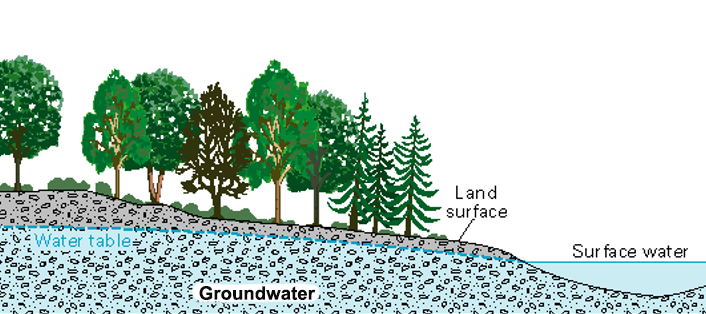 Land
surface
Water table
Surface water
Groundwater